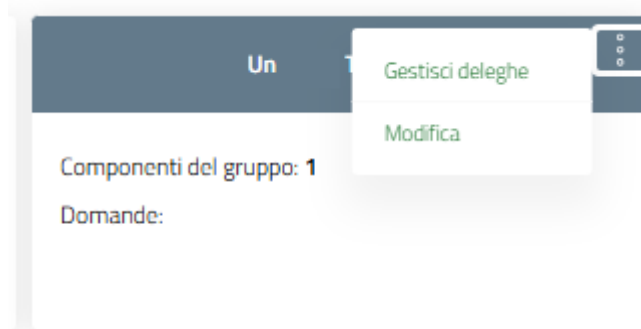 Un
Gestisci deleghe
Modifica
Componenti del gruppo: 1
Domande: